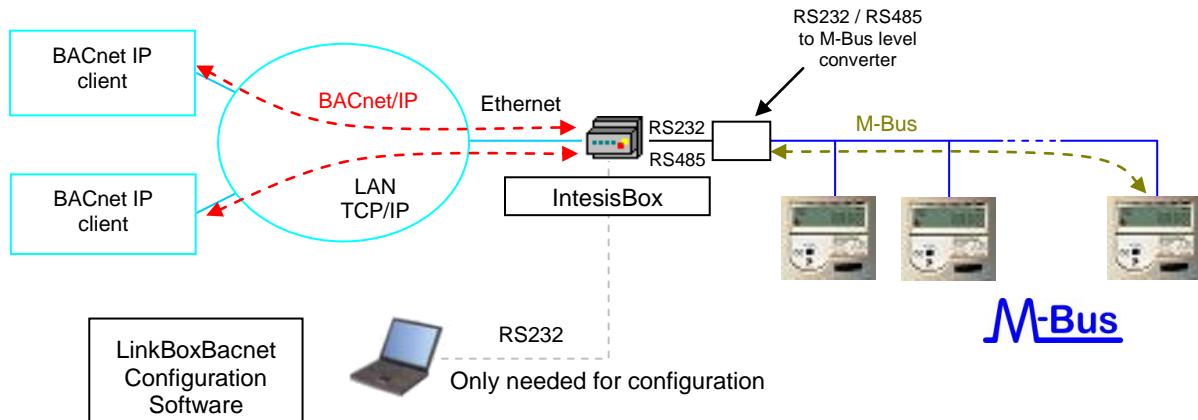 BACnet IP
client
BACnet/IP
Ethernet
RS232 / RS485
to M-Bus level
converter
RS232
RS485
M-Bus
BACnet IP
client
LAN
TCP/IP
IntesisBox
M-Bus
LinkBoxBacnet
Configuration
Software
RS232
Only needed for configuration